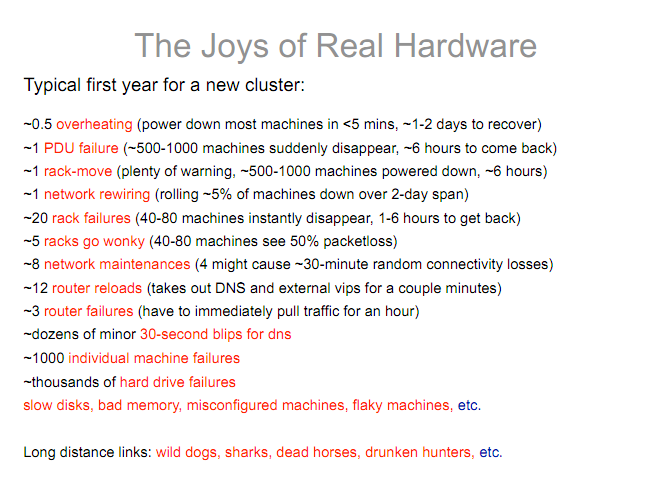 The Joys of Real Hardware
Typical first year for a new cluster:
~0.5 overheating (power down most machines in <5 mins, ~1-2 days to recover)
~1 PDU failure (~500-1000 machines suddenly disappear, ~6 hours to come back)
~1 rack-move (plenty of warning, ~500-1000 machines powered down, ~6 hours)
~1 network rewiring (rolling ~5% of machines down over 2-day span)
~20 rack failures (40-80 machines instantly disappear, 1-6 hours to get back)
~5 racks go wonky (40-80 machines see 50% packetloss)
~8 network maintenances (4 might cause ~30-minute random connectivity losses)
~12 router reloads (takes out DNS and external vips for a couple minutes)
~3 router failures (have to immediately pull traffic for an hour)
~dozens of minor 30-second blips for dns
~1000 individual machine failures
~thousands of hard drive failures
slow disks, bad memory, misconfigured machines, flaky machines, etc.
Long distance links: wild dogs, sharks, dead horses, drunken hunters, etc.